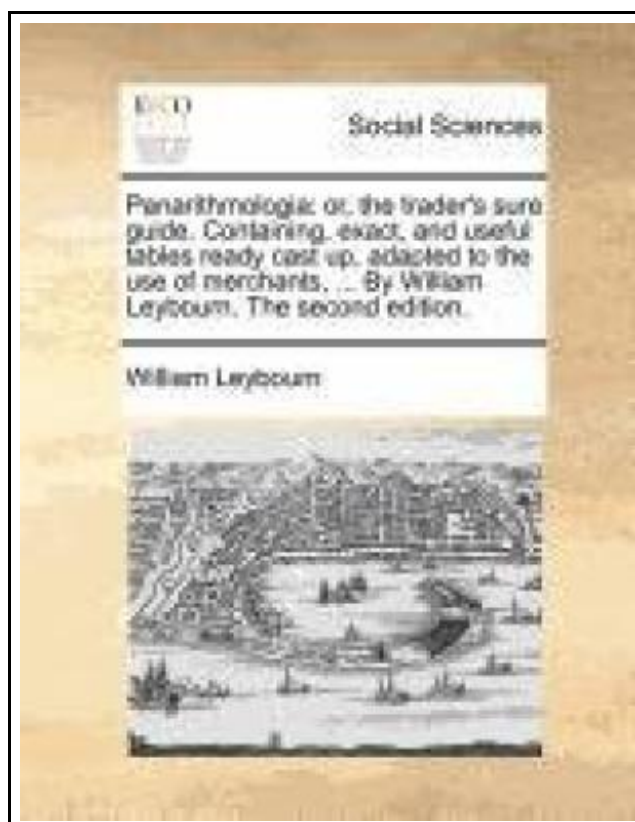 ECCO
Social Sciences
Panarithmologia: or, the trader's sure
guide. Containing, exact, and useful
tables ready cast up, adapted to the
use of merchants, ... By William
Leybourn. The second edition.
William Leybourn